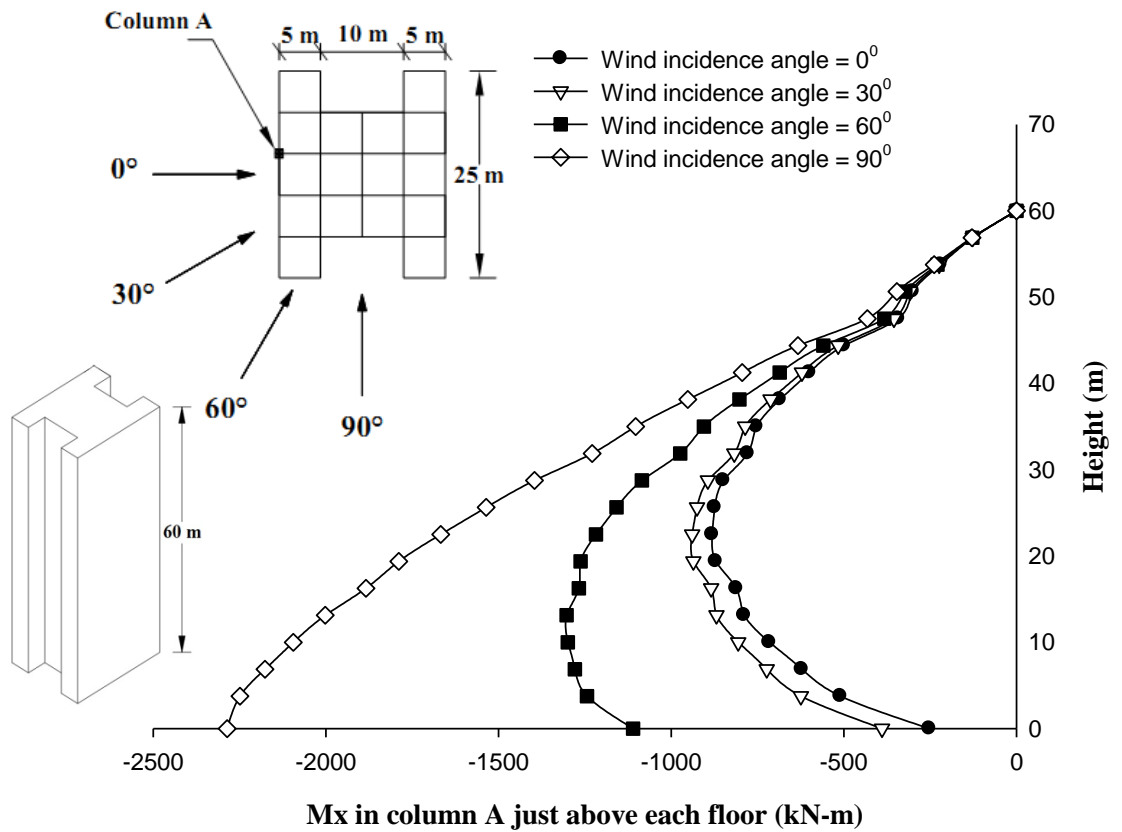 Column A
5 m 10 m 5 m
25 m
0°
30°
60°
90°
60 m
Wind incidence angle = 0⁰
Wind incidence angle = 30⁰
Wind incidence angle = 60⁰
Wind incidence angle = 90⁰
70
60
50
40
30
20
10
0
Height (m)
-2500 -2000 -1500 -1000 -500 0
Mx in column A just above each floor (kN-m)